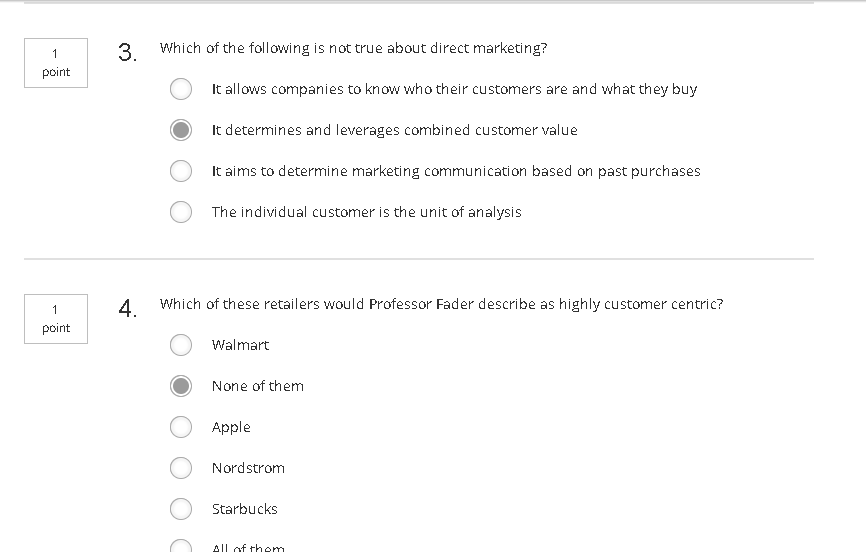 1
point
3.
Which of the following is not true about direct marketing?
It allows companies to know who their customers are and what they buy
It determines and leverages combined customer value
It aims to determine marketing communication based on past purchases
The individual customer is the unit of analysis
1
point
4.
Which of these retailers would Professor Fader describe as highly customer centric?
Walmart
None of them
Apple
Nordstrom
Starbucks
All of them